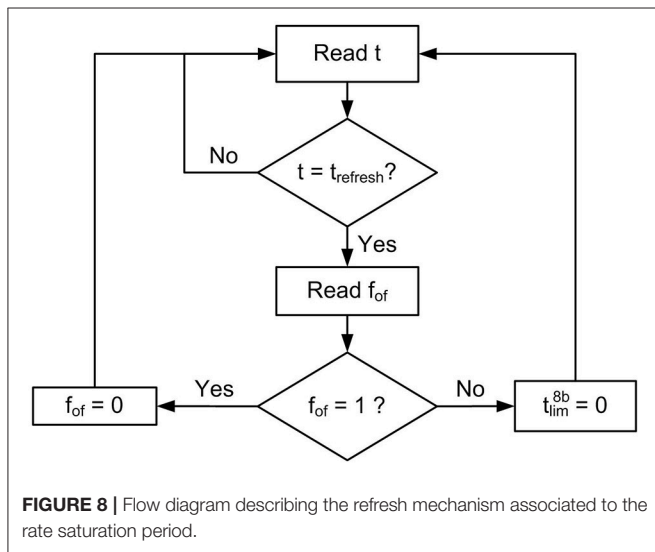 Read t
No
t = t_refresh?
Yes
Read f_of
Yes
f_of = 1 ?
No
f_of = 0
t_lim^8b = 0
FIGURE 8 | Flow diagram describing the refresh mechanism associated to the
rate saturation period.